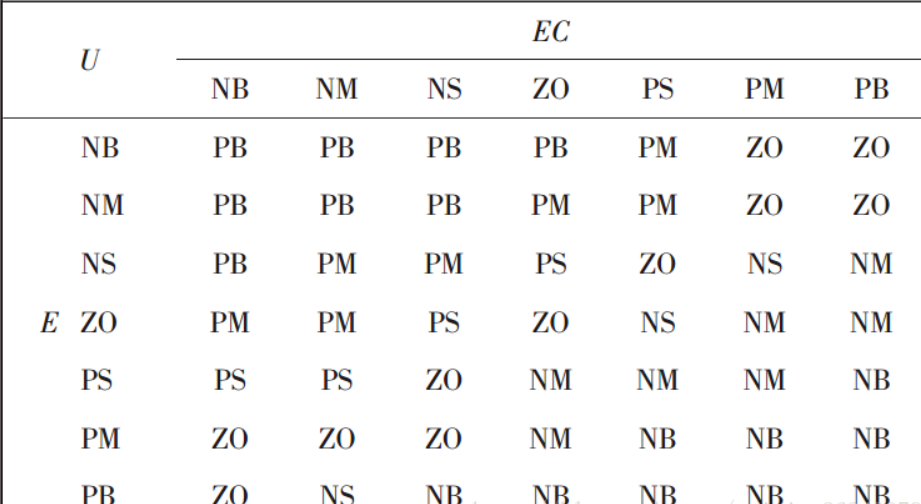 EC
U
NB NM NS ZO PS PM PB
NB PB PB PB PB PM ZO ZO
NM PB PB PB PM PM ZO ZO
NS PB PM PM PS ZO NS NM
E ZO PM PM PS ZO NS NM NM
PS PS PS ZO NM NM NM NB
PM ZO ZO ZO NM NB NB NB
PB ZO NS NB NB NB NB NB